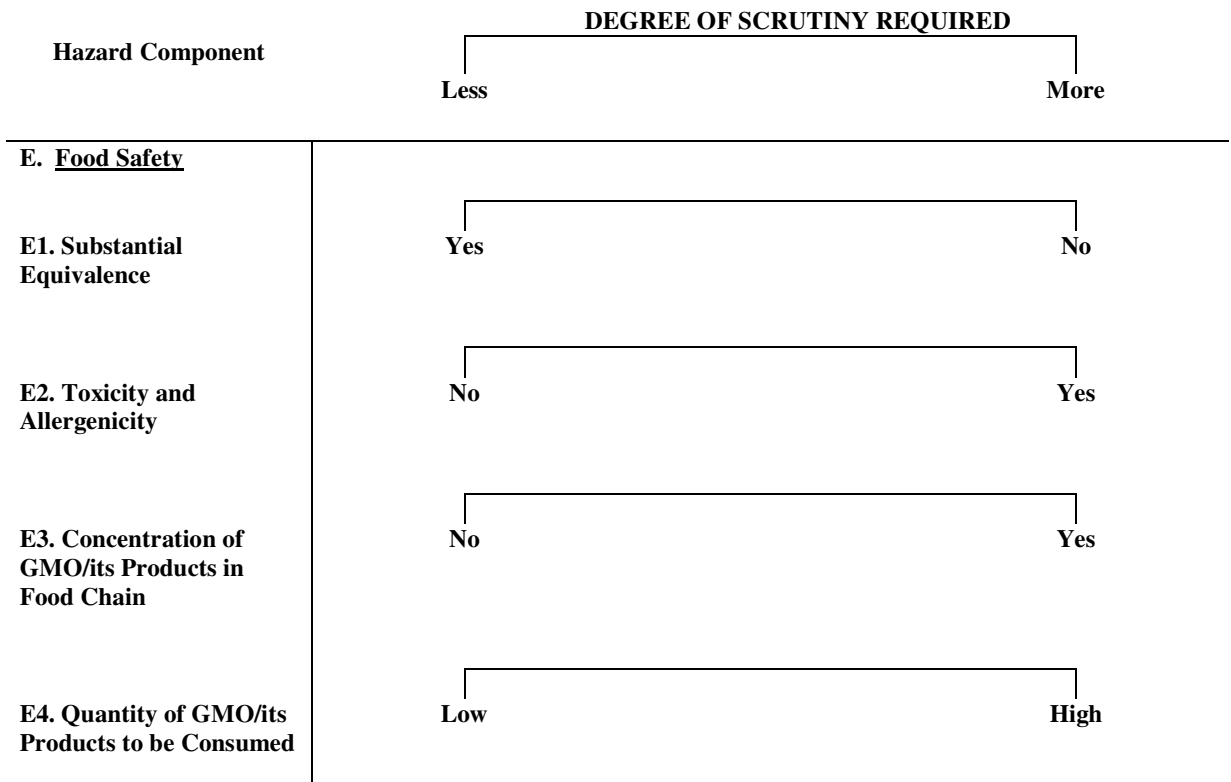 DEGREE OF SCRUTINY REQUIRED
Hazard Component
Less More
E. Food Safety
E1. Substantial Yes No
Equivalence
E2. Toxicity and No Yes
Allergenicity
E3. Concentration of No Yes
GMO/its Products in
Food Chain
E4. Quantity of GMO/its Low High
Products to be Consumed